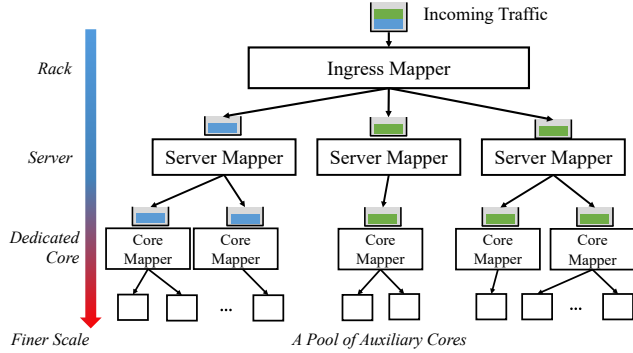 Incoming Traffic
Rack
Ingress Mapper
Server
Server Mapper
Server Mapper
Server Mapper
Dedicated
Core
Core
Mapper
Core
Mapper
Core
Mapper
Core
Mapper
Core
Mapper
...
...
Finer Scale
A Pool of Auxiliary Cores